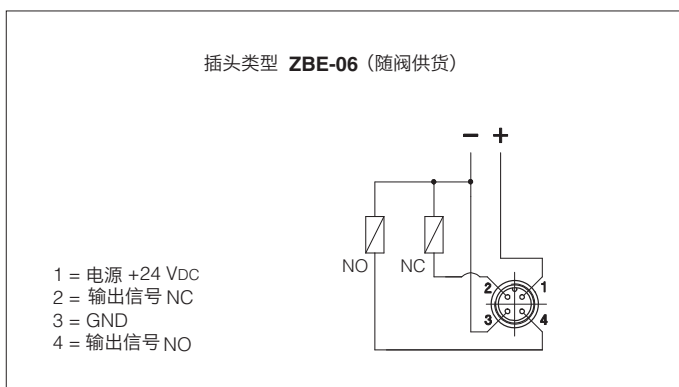 插头类型 ZBE-06（随阀供货）
− +
NO NC
2 1
3 4
1 = 电源 +24 VDC
2 = 输出信号 NC
3 = GND
4 = 输出信号 NO